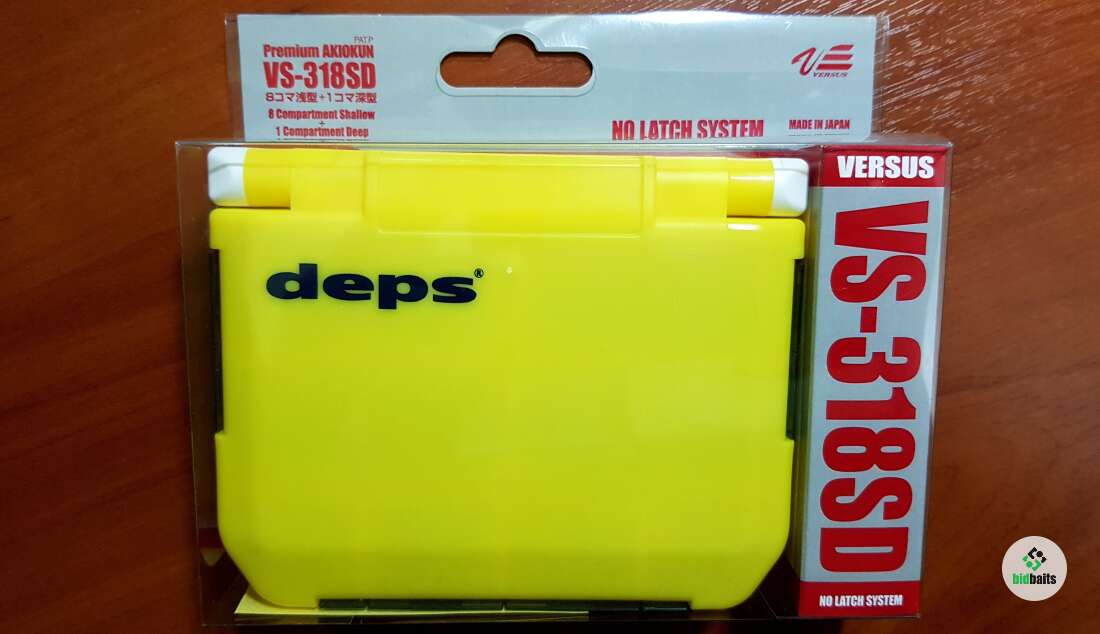 PAT.P
Premium AKIOKUN
VS-318SD
8コマ浅型+1コマ深型
8 Compartment Shallow
+
1 Compartment Deep
VERSUS
NO LATCH SYSTEM
MADE IN JAPAN
deps®
VERSUS
VS-318SD
NO LATCH SYSTEM
bidbaits